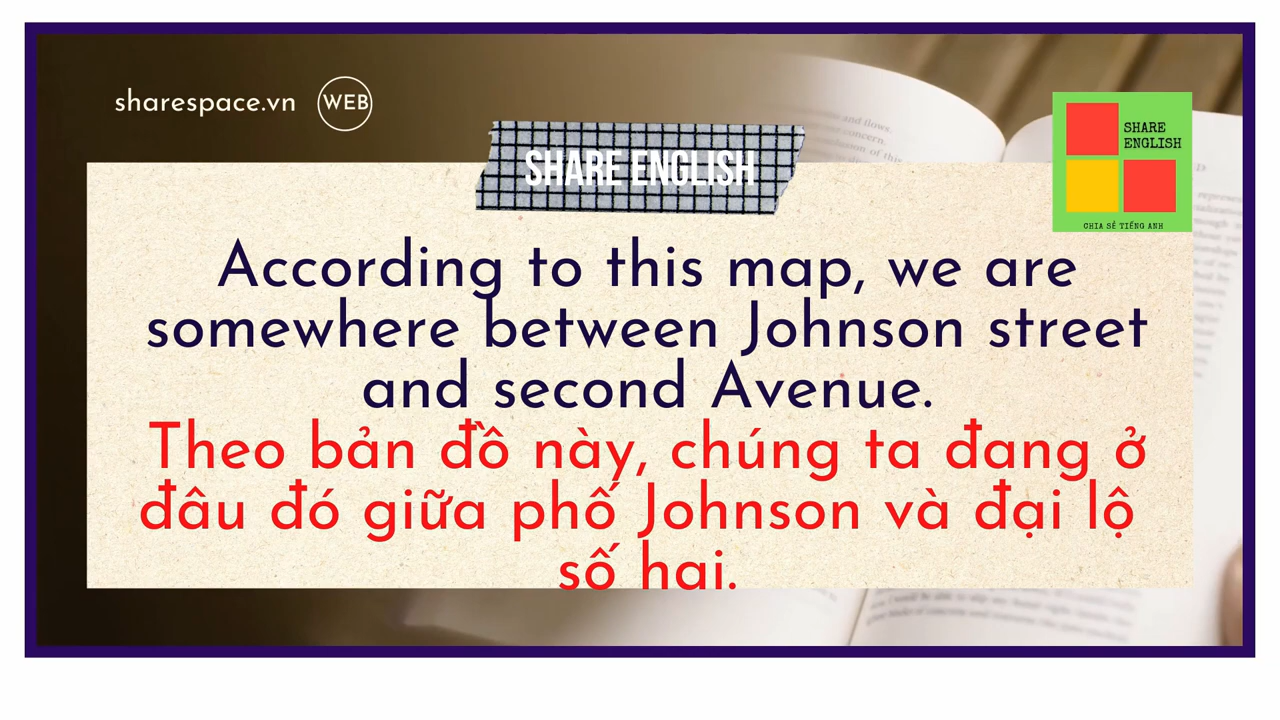 sharespace.vn WEB
SHARE ENGLISH
SHARE
ENGLISH
CHIA SẺ TIẾNG ANH
According to this map, we are
somewhere between Johnson street
and second Avenue.
Theo bản đồ này, chúng ta đang ở
đâu đó giữa phố Johnson và đại lộ
số hai.